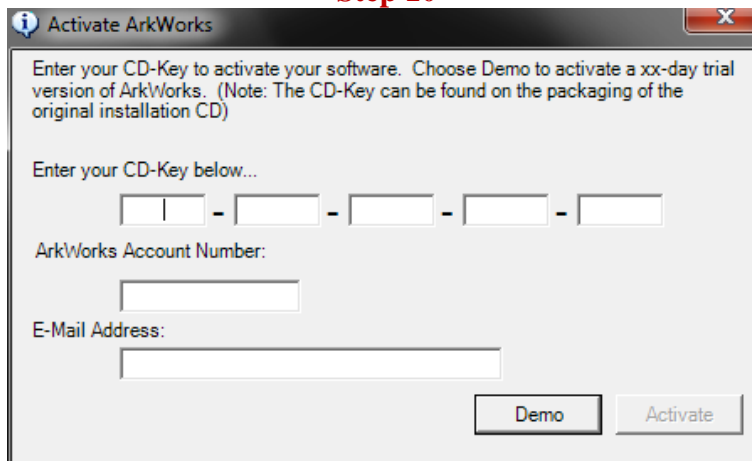 Activate ArkWorks
X
Enter your CD-Key to activate your software. Choose Demo to activate a xx-day trial
version of ArkWorks. (Note: The CD-Key can be found on the packaging of the
original installation CD)
Enter your CD-Key below...
- - - -
ArkWorks Account Number:
E-Mail Address:
Demo Activate